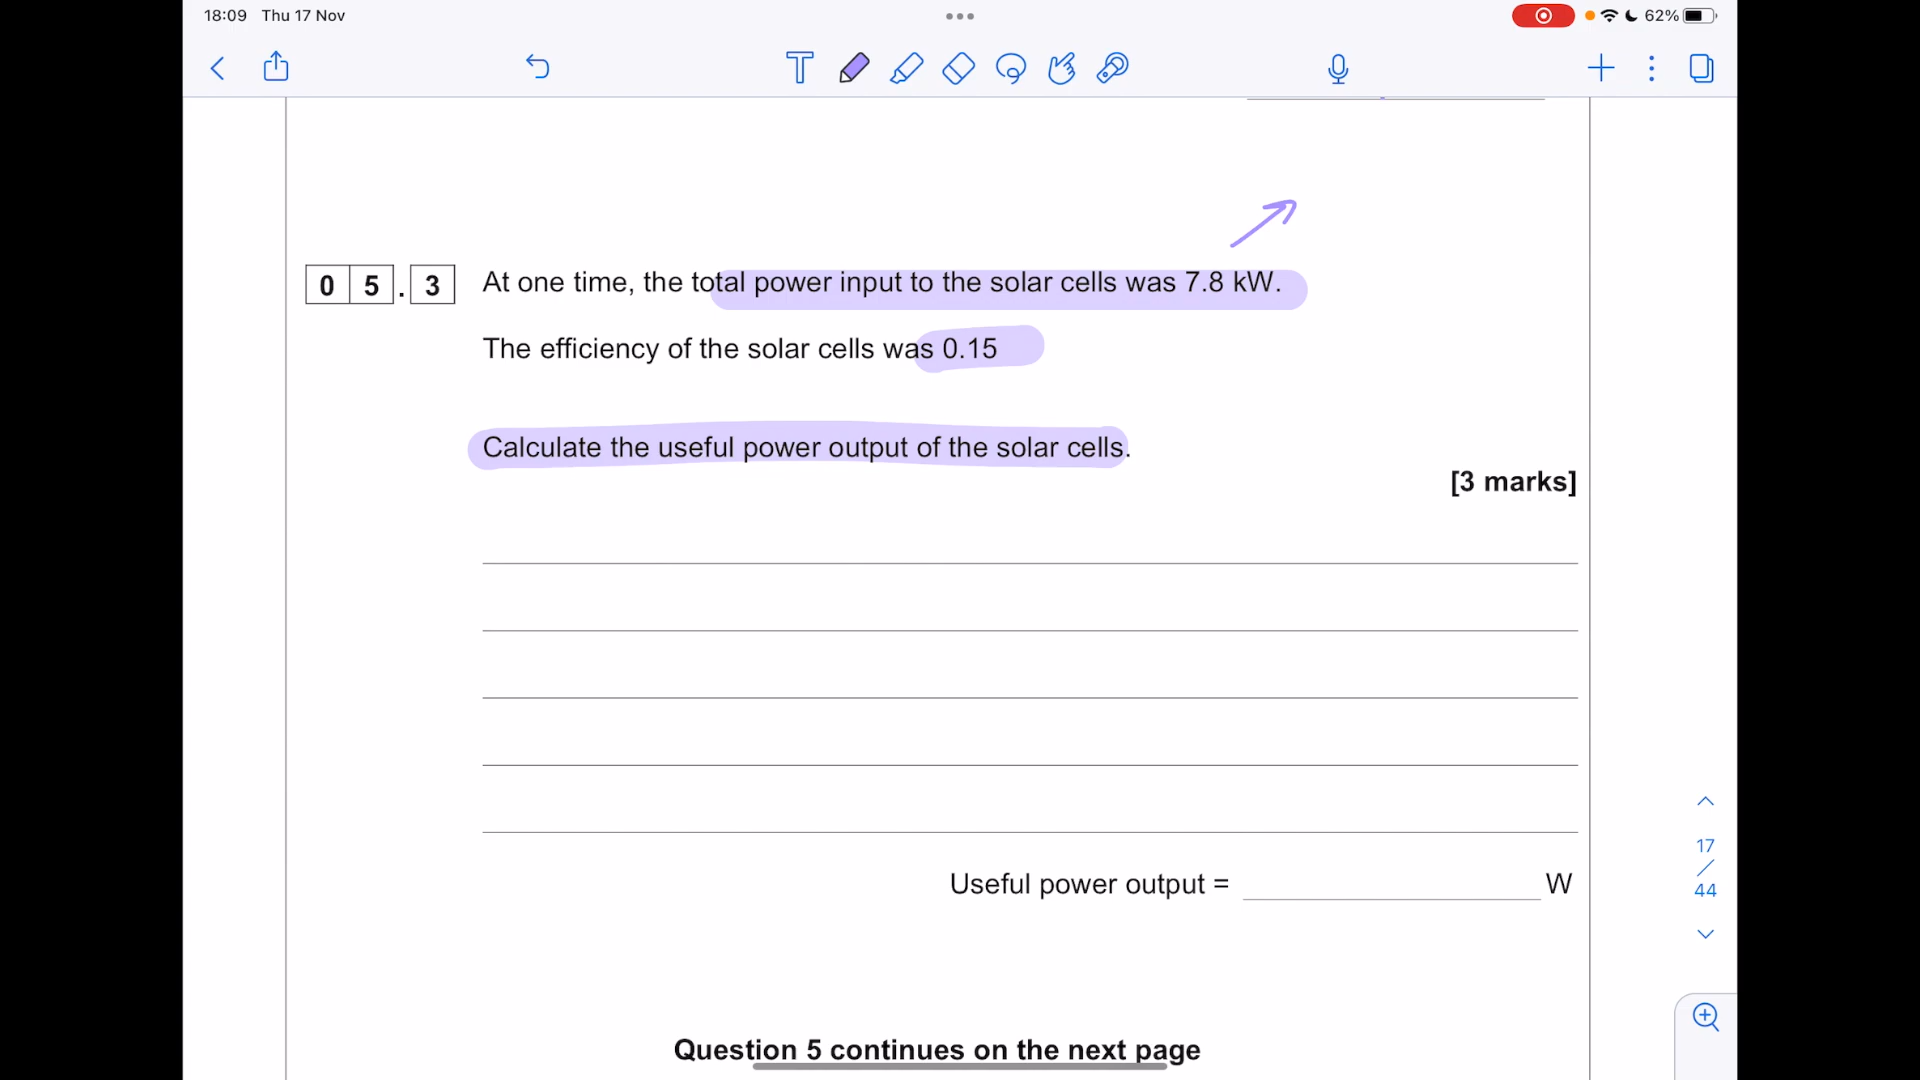 18:09 Thu 17 Nov
62%
0 5 . 3 At one time, the total power input to the solar cells was 7.8 kW.
The efficiency of the solar cells was 0.15
Calculate the useful power output of the solar cells.
[3 marks]
Useful power output = W
17
/
44
Question 5 continues on the next page